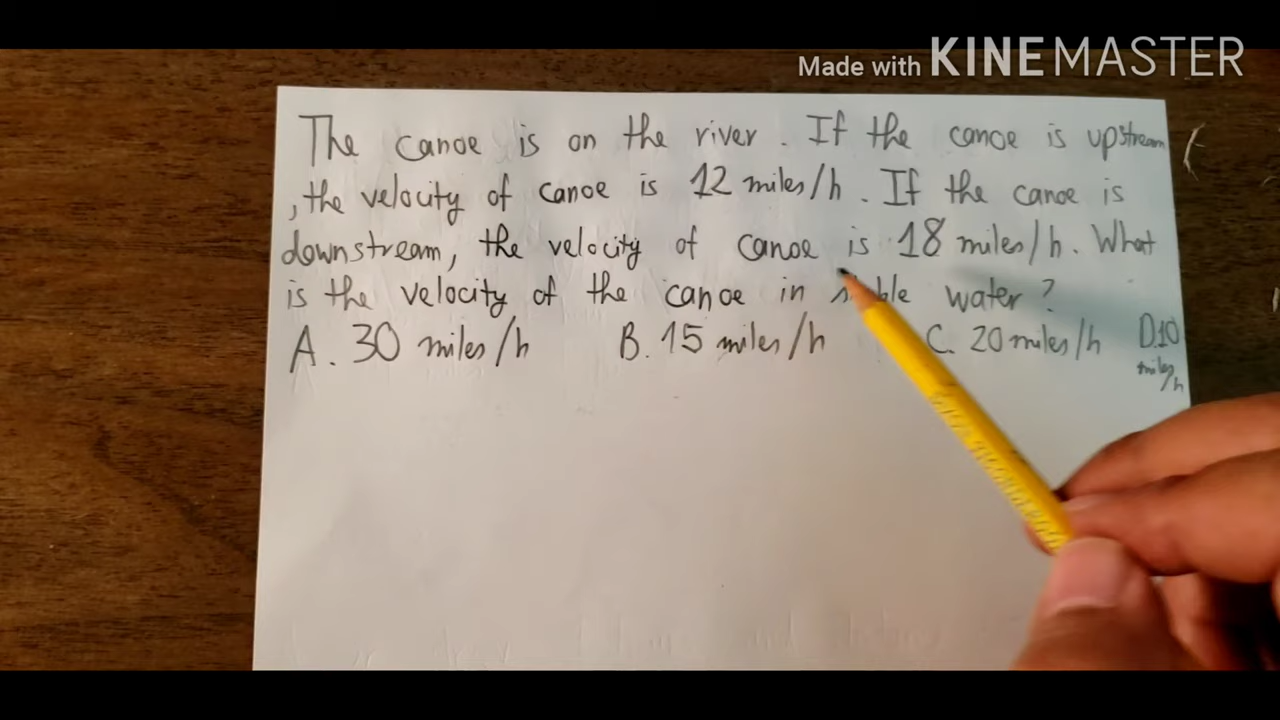 Made with KINEMASTER
The canoe is on the river. If the canoe is upstream
, the velocity of canoe is 12 miles/h. If the canoe is
downstream, the velocity of canoe is 18 miles/h. What
is the velocity of the canoe in water?
A. 30 miles/h B. 15 miles/h C. 20 miles/h D. 10
miles/h